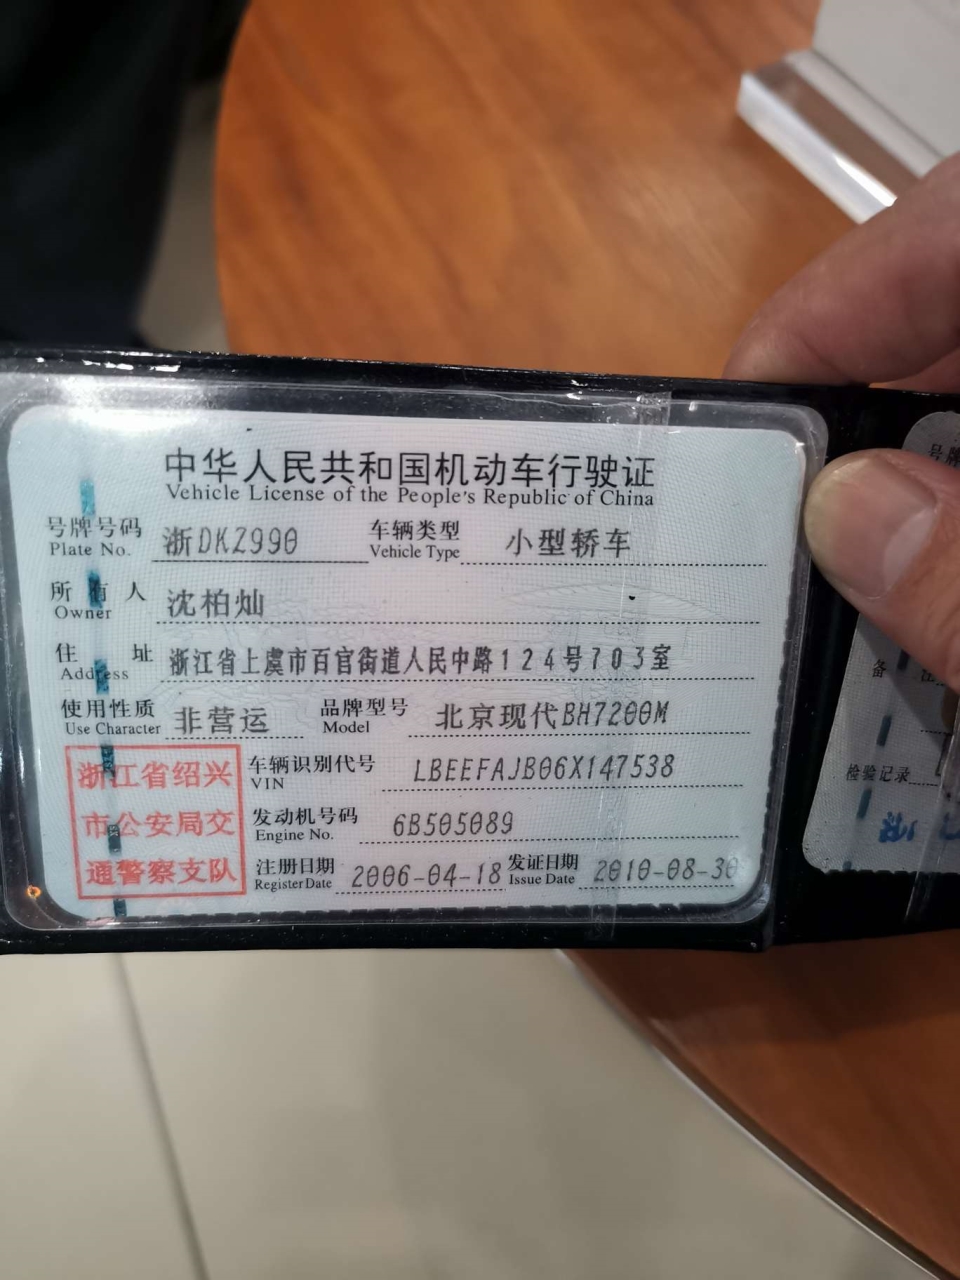 中华人民共和国机动车行驶证
Vehicle License of the People's Republic of China
号牌号码 浙DKZ990 车辆类型 小型轿车
Plate No. Vehicle Type
所有人 沈柏灿
Owner
住址 浙江省上虞市百官街道人民中路124号703室
Address
使用性质 非营运 品牌型号 北京现代BH7200M
Use Character Model
浙江省绍兴
市公安局交
通警察支队
车辆识别代号 LBEEFAJB06X147538
VIN
发动机号码 6B505089
Engine No.
注册日期 2006-04-18 发证日期 2010-08-30
Register Date Issue Date
号牌
备
检验记录